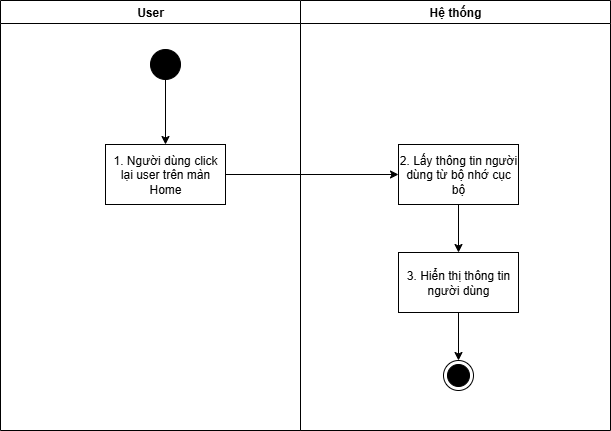 User
Hệ thống
1. Người dùng click
lại user trên màn
Home
2. Lấy thông tin người
dùng từ bộ nhớ cục
bộ
3. Hiển thị thông tin
người dùng